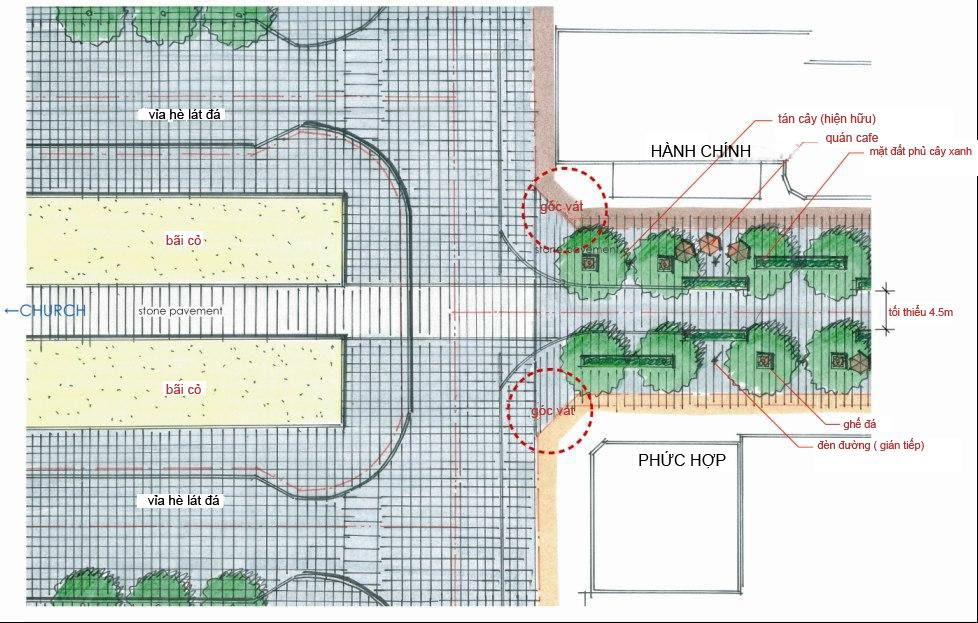 vỉa hè lát đá
tán cây (hiện hữu)
quán cafe
HÀNH CHÍNH
mặt đất phủ cây xanh
góc vát
bãi cỏ
stone pavement
←CHURCH
stone pavement
tối thiểu 4.5m
bãi cỏ
góc vát
ghế đá
đèn đường ( gián tiếp)
PHỨC HỢP
vỉa hè lát đá